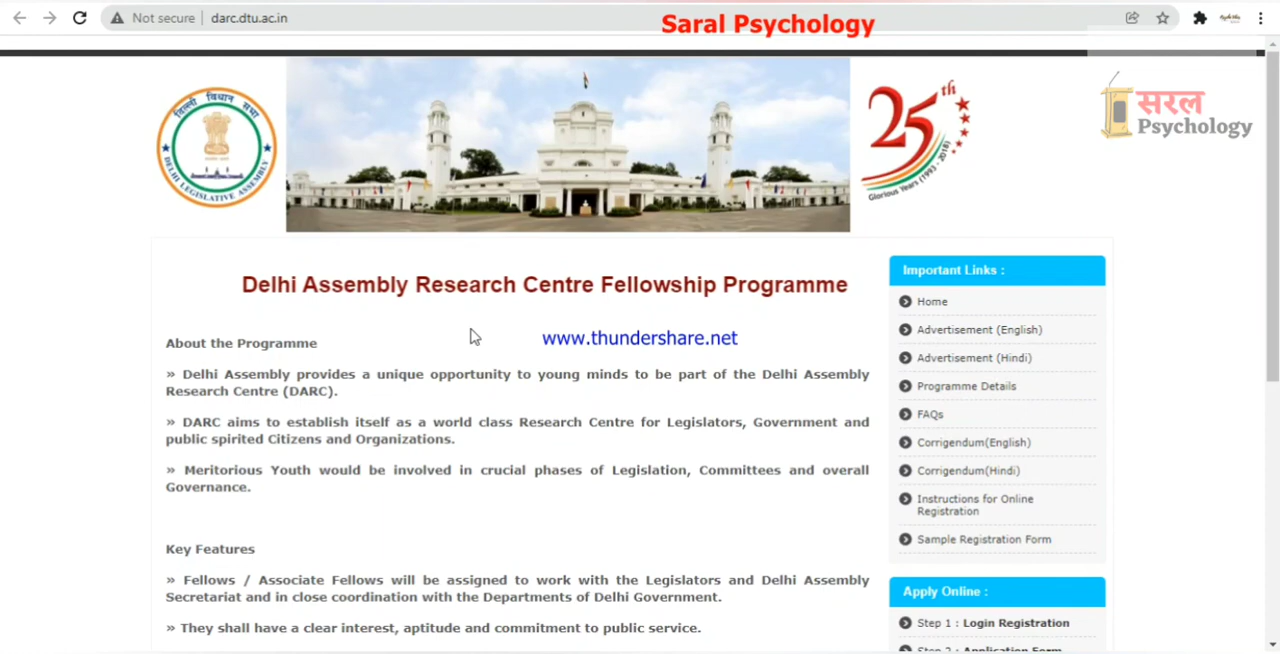 Not secure | darc.dtu.ac.in
Saral Psychology
दिल्ली विधान सभा
DELHI LEGISLATIVE ASSEMBLY
25th
Glorious Years (1993 - 2018)
सरल
Psychology
Delhi Assembly Research Centre Fellowship Programme
www.thundershare.net
About the Programme
» Delhi Assembly provides a unique opportunity to young minds to be part of the Delhi Assembly
Research Centre (DARC).
» DARC aims to establish itself as a world class Research Centre for Legislators, Government and
public spirited Citizens and Organizations.
» Meritorious Youth would be involved in crucial phases of Legislation, Committees and overall
Governance.
Key Features
» Fellows / Associate Fellows will be assigned to work with the Legislators and Delhi Assembly
Secretariat and in close coordination with the Departments of Delhi Government.
» They shall have a clear interest, aptitude and commitment to public service.
Important Links :
Home
Advertisement (English)
Advertisement (Hindi)
Programme Details
FAQs
Corrigendum(English)
Corrigendum(Hindi)
Instructions for Online
Registration
Sample Registration Form
Apply Online :
Step 1 : Login Registration
Step 2 : Application Form